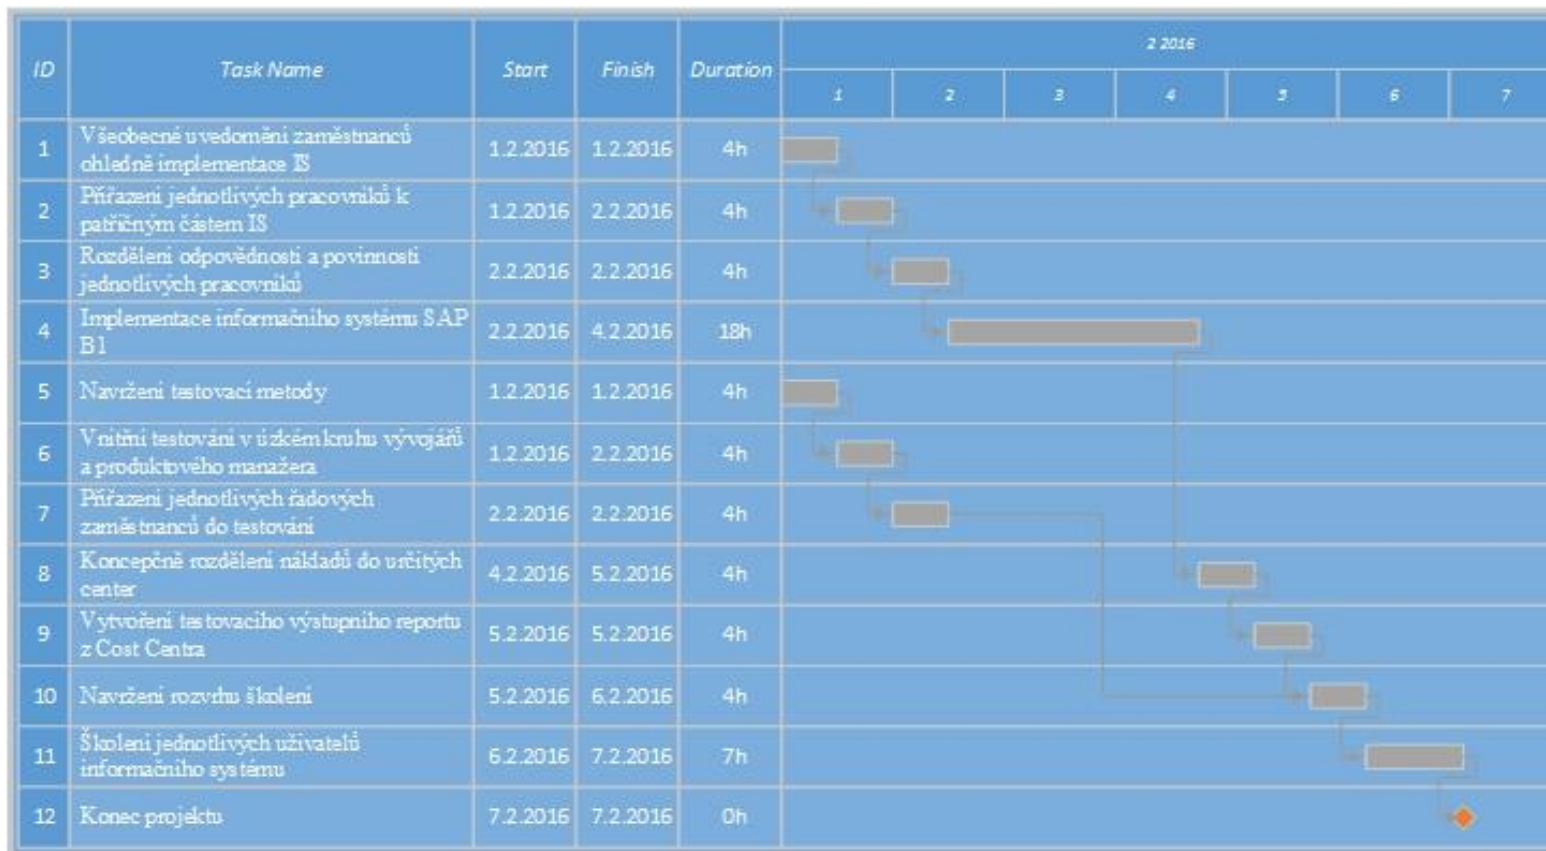 ID Task Name Start Finish Duration 2 2016
1 2 3 4 5 6 7
1 Všeobecné uvedomění zaměstnanců 1.2.2016 1.2.2016 4h
ohledně implementace IS
2 Přiřazení jednotlivých pracovníků k 1.2.2016 2.2.2016 4h
patřičným částem IS
3 Rozdělení odpovědností a povinností 2.2.2016 2.2.2016 4h
jednotlivých pracovníků
4 Implementace informačního systému SAP 2.2.2016 4.2.2016 18h
B1
5 Navržení testovací metody 1.2.2016 1.2.2016 4h
6 Vnitřní testování v úzkém kruhu vývojářů 1.2.2016 2.2.2016 4h
a produktového manažera
7 Přiřazení jednotlivých řadových 2.2.2016 2.2.2016 4h
zaměstnanců do testování
8 Koncepčně rozdělení nákladů do určitých 4.2.2016 5.2.2016 4h
center
9 Vytvoření testovacího výstupního reportu 5.2.2016 5.2.2016 4h
z Cost Centra
10 Navržení rozvrhu školení 5.2.2016 6.2.2016 4h
11 Školení jednotlivých uživatelů 6.2.2016 7.2.2016 7h
informačního systému
12 Konec projektu 7.2.2016 7.2.2016 0h